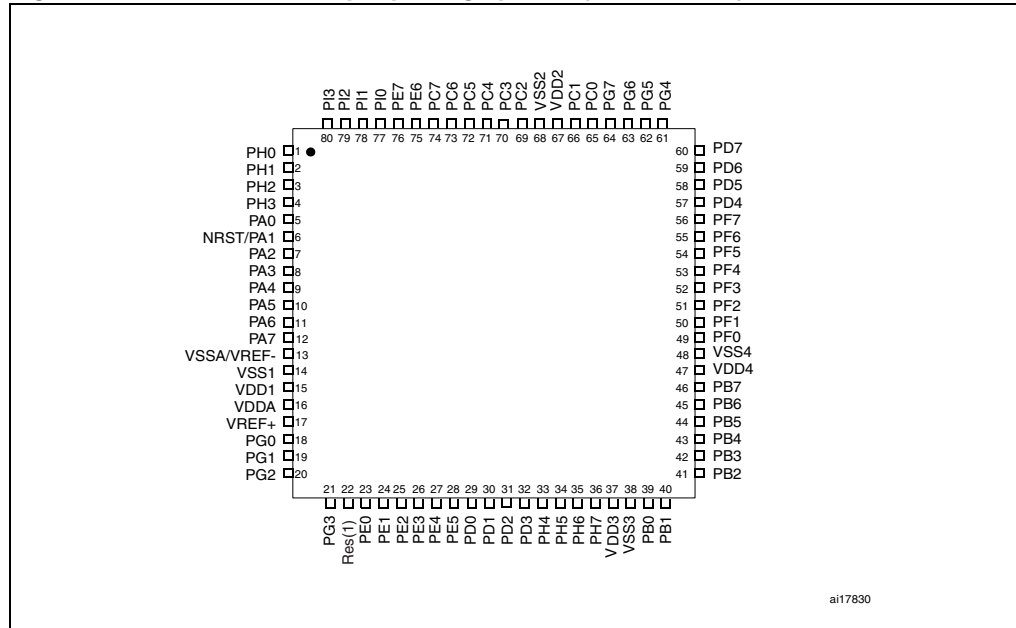 PI3 PI2 PI1 PI0 PE7 PE6 PC7 PC6 PC5 PC4 PC3 PC2 VSS2 VDD2 PC1 PC0 PG7 PG6 PG5 PG4
80 79 78 77 76 75 74 73 72 71 70 69 68 67 66 65 64 63 62 61
PH0 1 60 PD7
PH1 2 59 PD6
PH2 3 58 PD5
PH3 4 57 PD4
PA0 5 56 PF7
NRST/PA1 6 55 PF6
PA2 7 54 PF5
PA3 8 53 PF4
PA4 9 52 PF3
PA5 10 51 PF2
PA6 11 50 PF1
PA7 12 49 PF0
VSSA/VREF- 13 48 VSS4
VSS1 14 47 VDD4
VDD1 15 46 PB7
VDDA 16 45 PB6
VREF+ 17 44 PB5
PG0 18 43 PB4
PG1 19 42 PB3
PG2 20 41 PB2
21 22 23 24 25 26 27 28 29 30 31 32 33 34 35 36 37 38 39 40
PG3 Res(1) PE0 PE1 PE2 PE3 PE4 PE5 PD0 PD1 PD2 PD3 PH4 PH5 PH6 PH7 VDD3 VSS3 PB0 PB1
ai17830